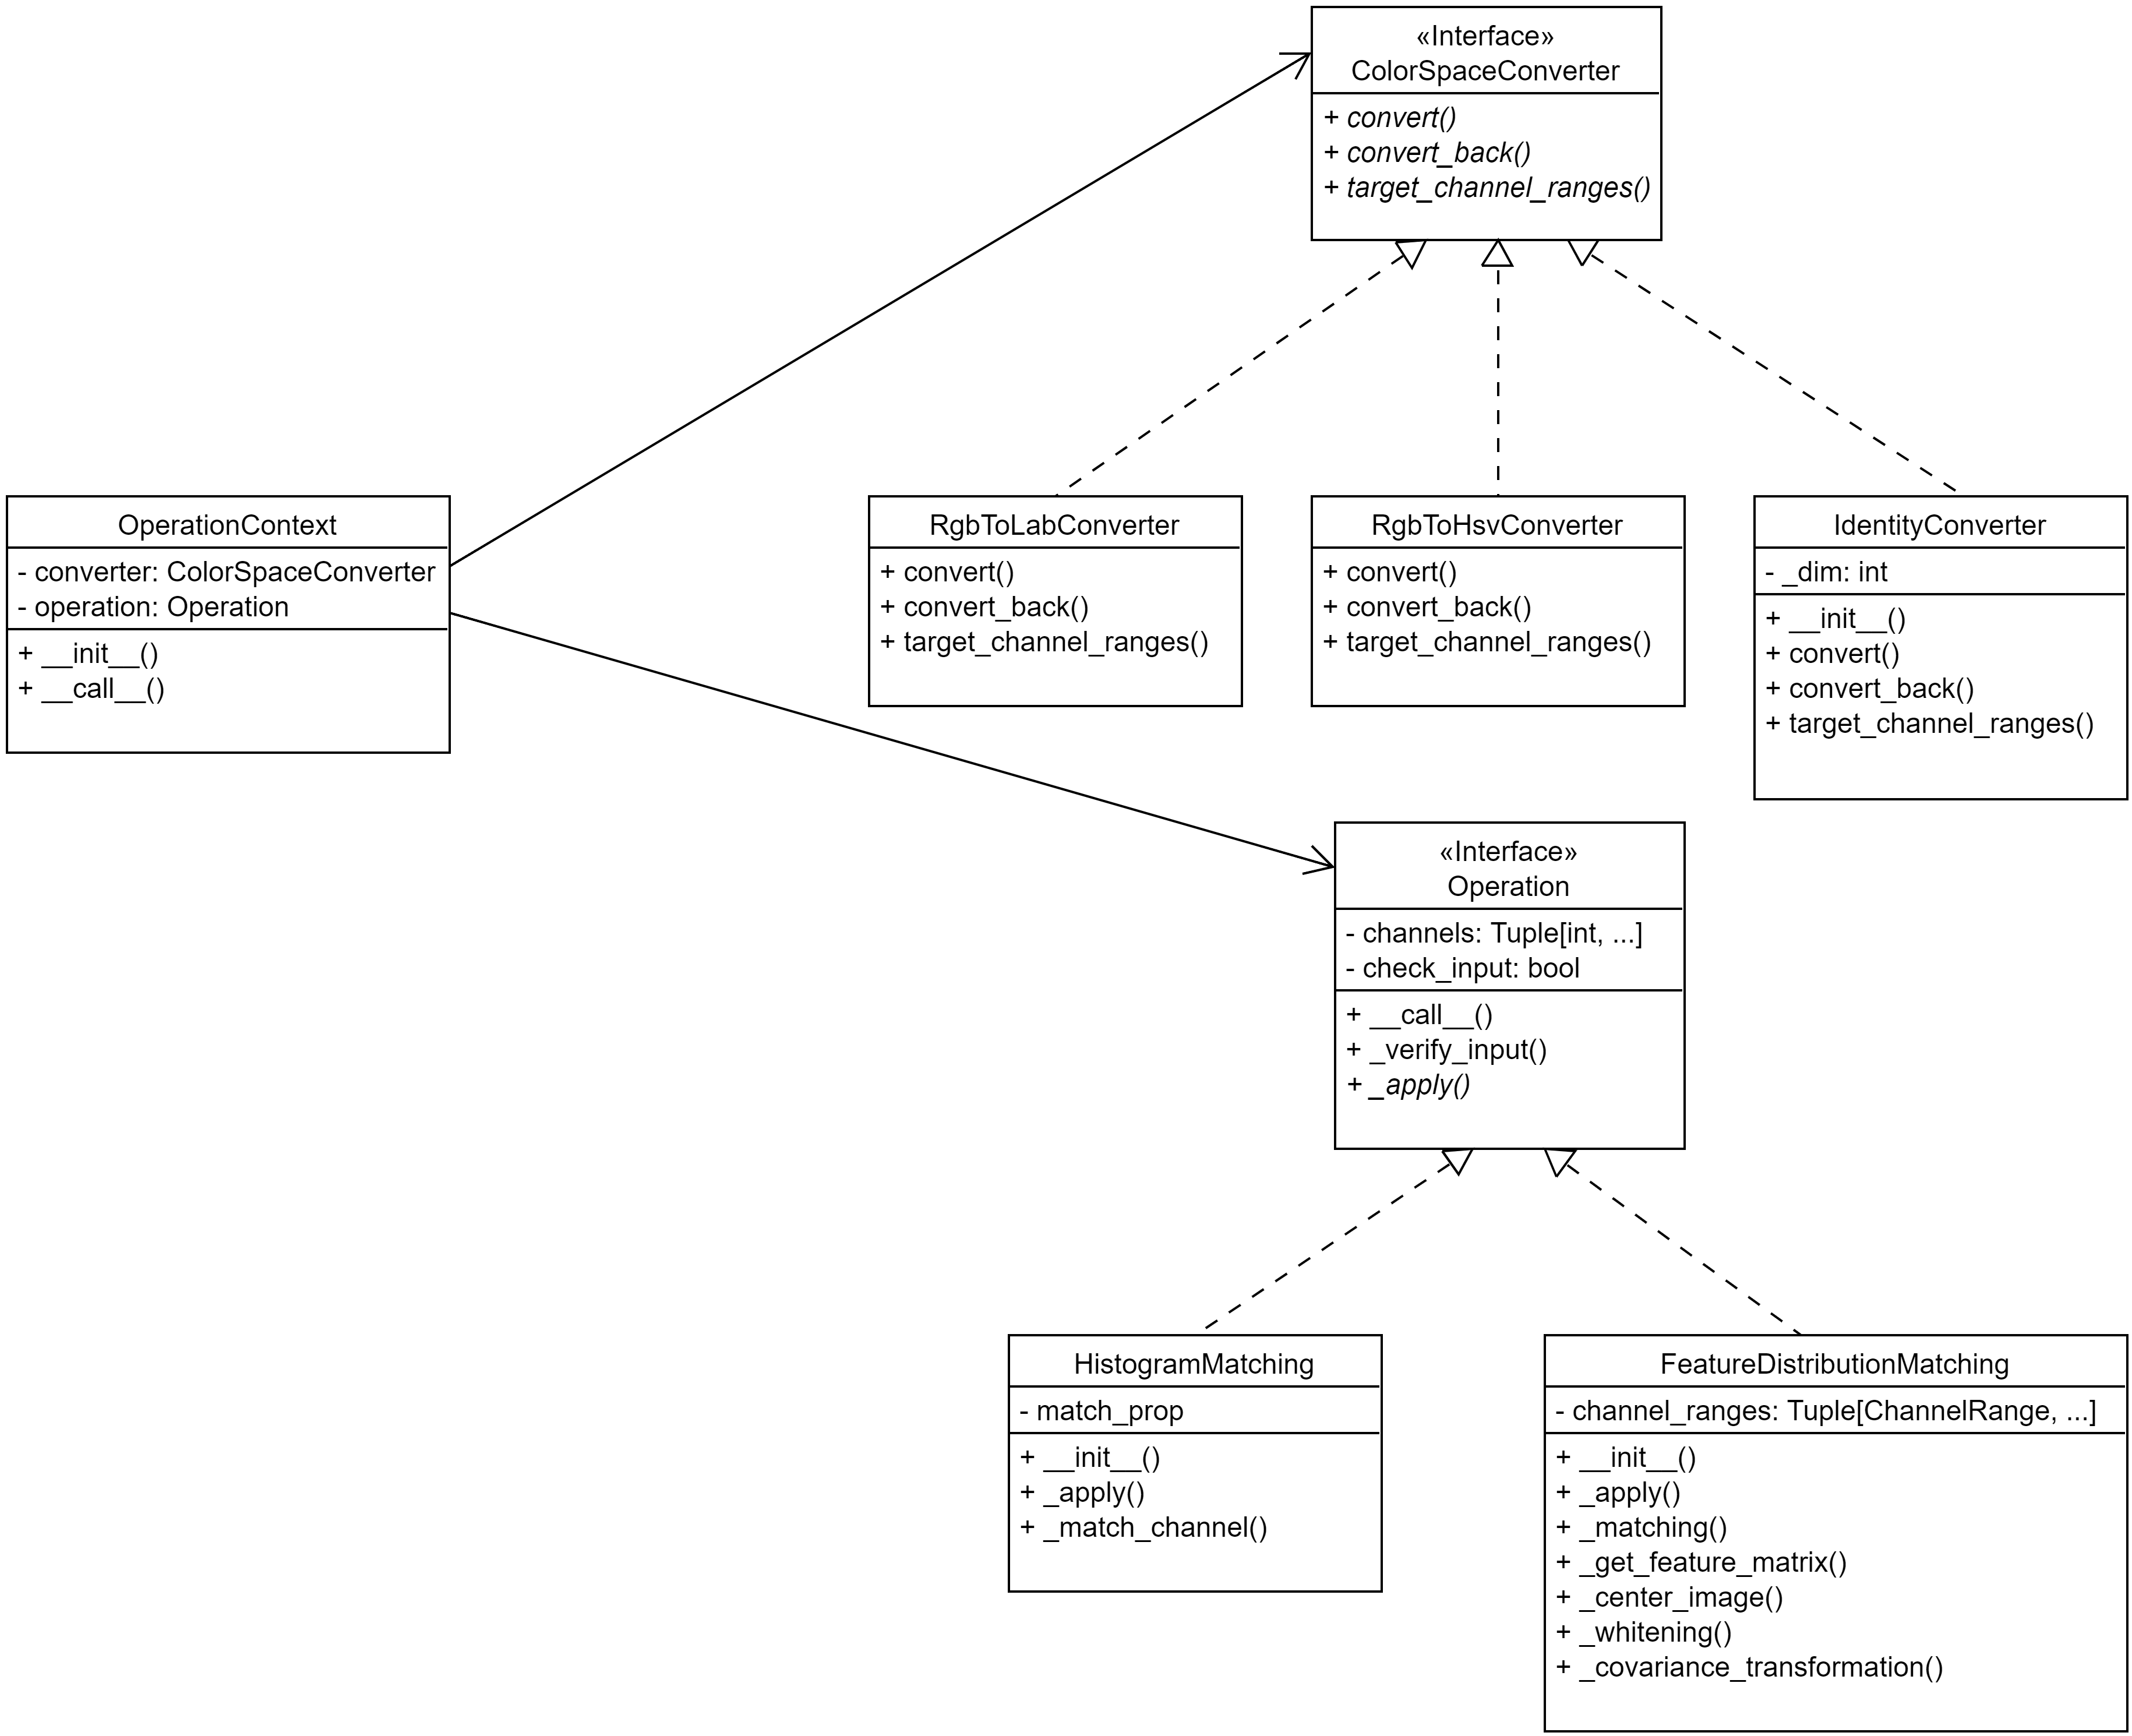 «Interface»
ColorSpaceConverter
+ convert()
+ convert_back()
+ target_channel_ranges()
OperationContext
- converter: ColorSpaceConverter
- operation: Operation
+ __init__()
+ __call__()
RgbToLabConverter
+ convert()
+ convert_back()
+ target_channel_ranges()
RgbToHsvConverter
+ convert()
+ convert_back()
+ target_channel_ranges()
IdentityConverter
- _dim: int
+ __init__()
+ convert()
+ convert_back()
+ target_channel_ranges()
«Interface»
Operation
- channels: Tuple[int, ...]
- check_input: bool
+ __call__()
+ _verify_input()
+ _apply()
HistogramMatching
- match_prop
+ __init__()
+ _apply()
+ _match_channel()
FeatureDistributionMatching
- channel_ranges: Tuple[ChannelRange, ...]
+ __init__()
+ _apply()
+ _matching()
+ _get_feature_matrix()
+ _center_image()
+ _whitening()
+ _covariance_transformation()